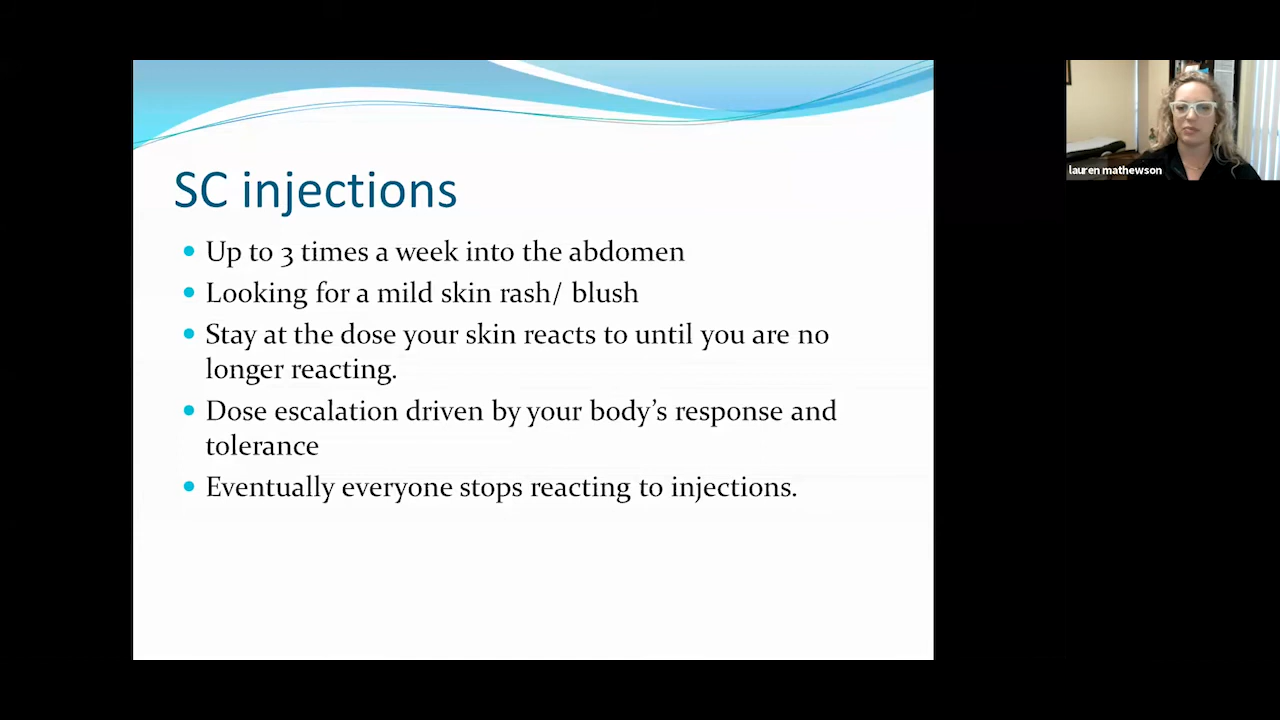 SC injections
Up to 3 times a week into the abdomen
Looking for a mild skin rash/ blush
Stay at the dose your skin reacts to until you are no
longer reacting.
Dose escalation driven by your body's response and
tolerance
Eventually everyone stops reacting to injections.
lauren mathewson